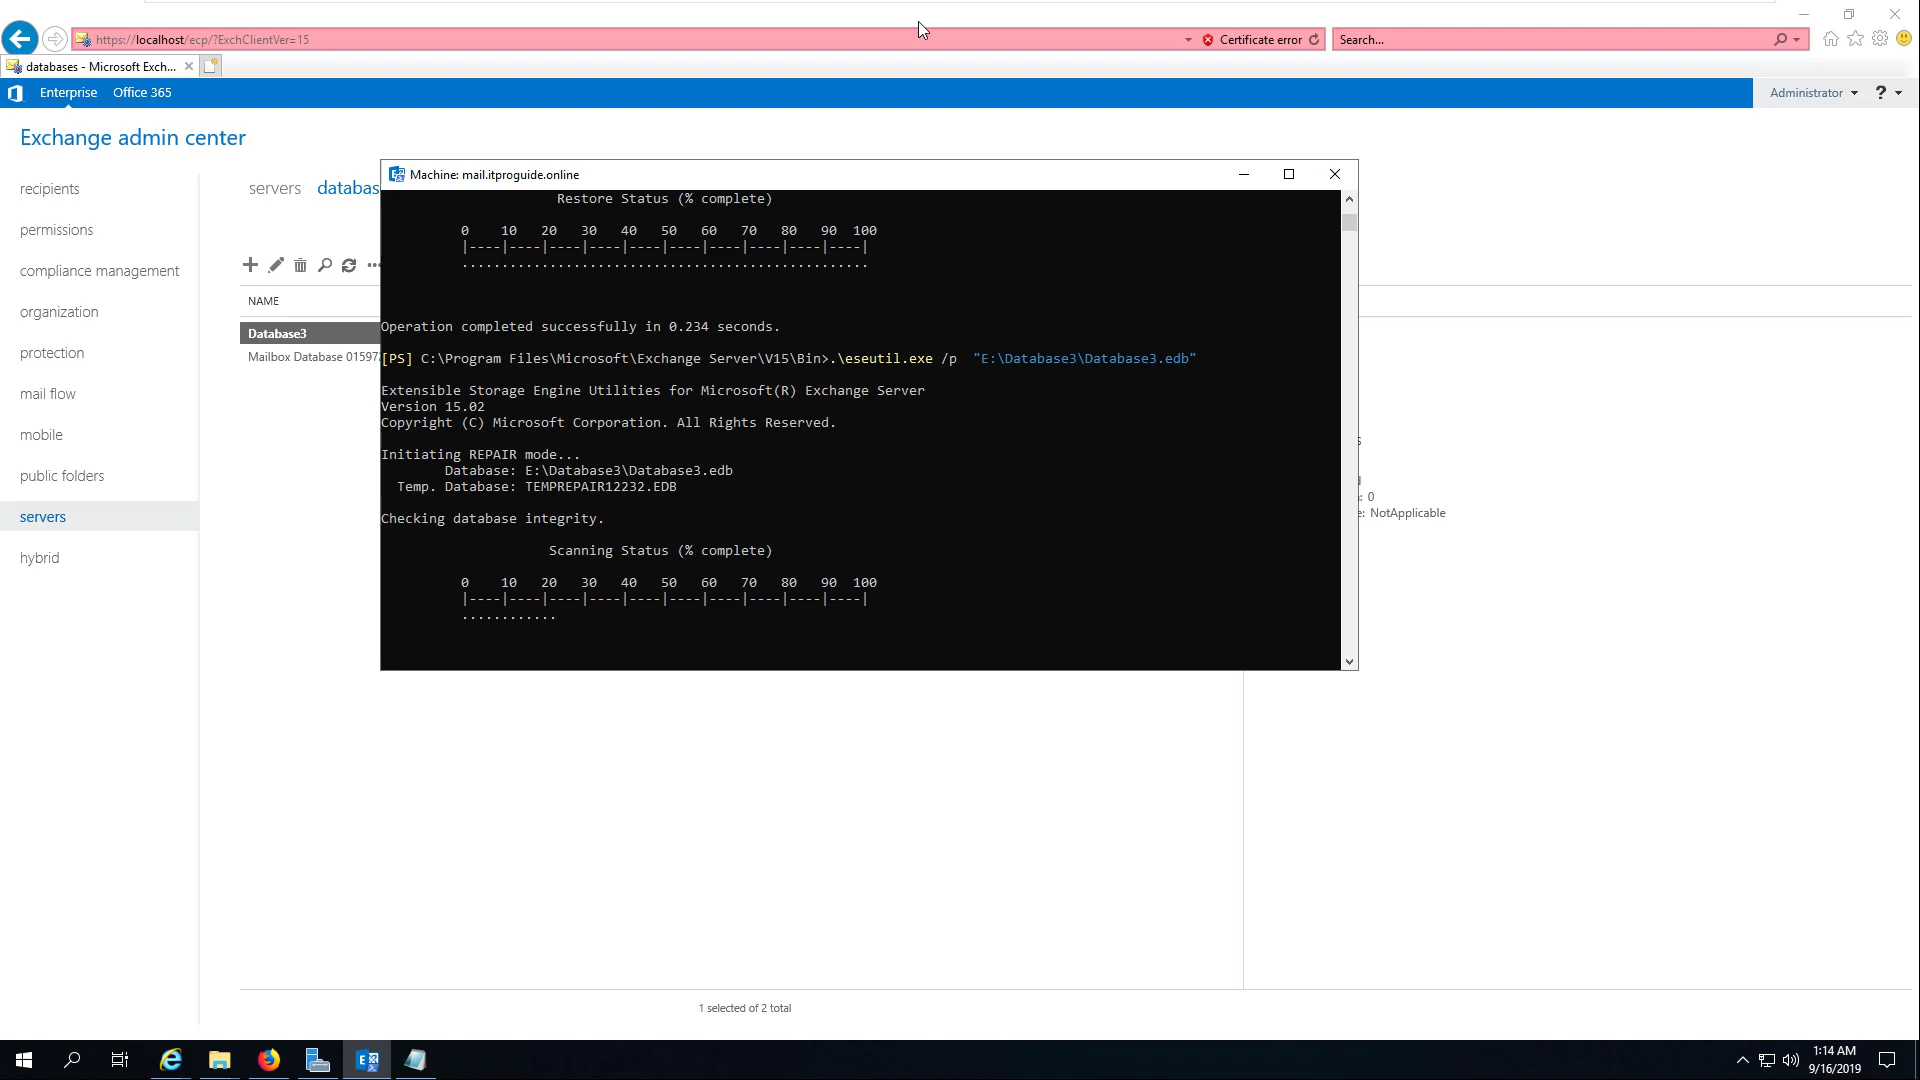 https://localhost/ecp/?ExchClientVer=15
Certificate error
Search...
databases - Microsoft Exch...
Enterprise
Office 365
Administrator
?
Exchange admin center
recipients
permissions
compliance management
organization
protection
mail flow
mobile
public folders
servers
hybrid
servers databas
NAME
Database3
Mailbox Database 01597
Machine: mail.itproguide.online
Restore Status (% complete)
0 10 20 30 40 50 60 70 80 90 100
|----|----|----|----|----|----|----|----|----|----|
...................................................
Operation completed successfully in 0.234 seconds.
[PS] C:\Program Files\Microsoft\Exchange Server\V15\Bin>.\eseutil.exe /p "E:\Database3\Database3.edb"
Extensible Storage Engine Utilities for Microsoft(R) Exchange Server
Version 15.02
Copyright (C) Microsoft Corporation. All Rights Reserved.
Initiating REPAIR mode...
Database: E:\Database3\Database3.edb
Temp. Database: TEMPREPAIR12232.EDB
Checking database integrity.
Scanning Status (% complete)
0 10 20 30 40 50 60 70 80 90 100
|----|----|----|----|----|----|----|----|----|----|
............
: 0
e: NotApplicable
1 selected of 2 total
1:14 AM
9/16/2019